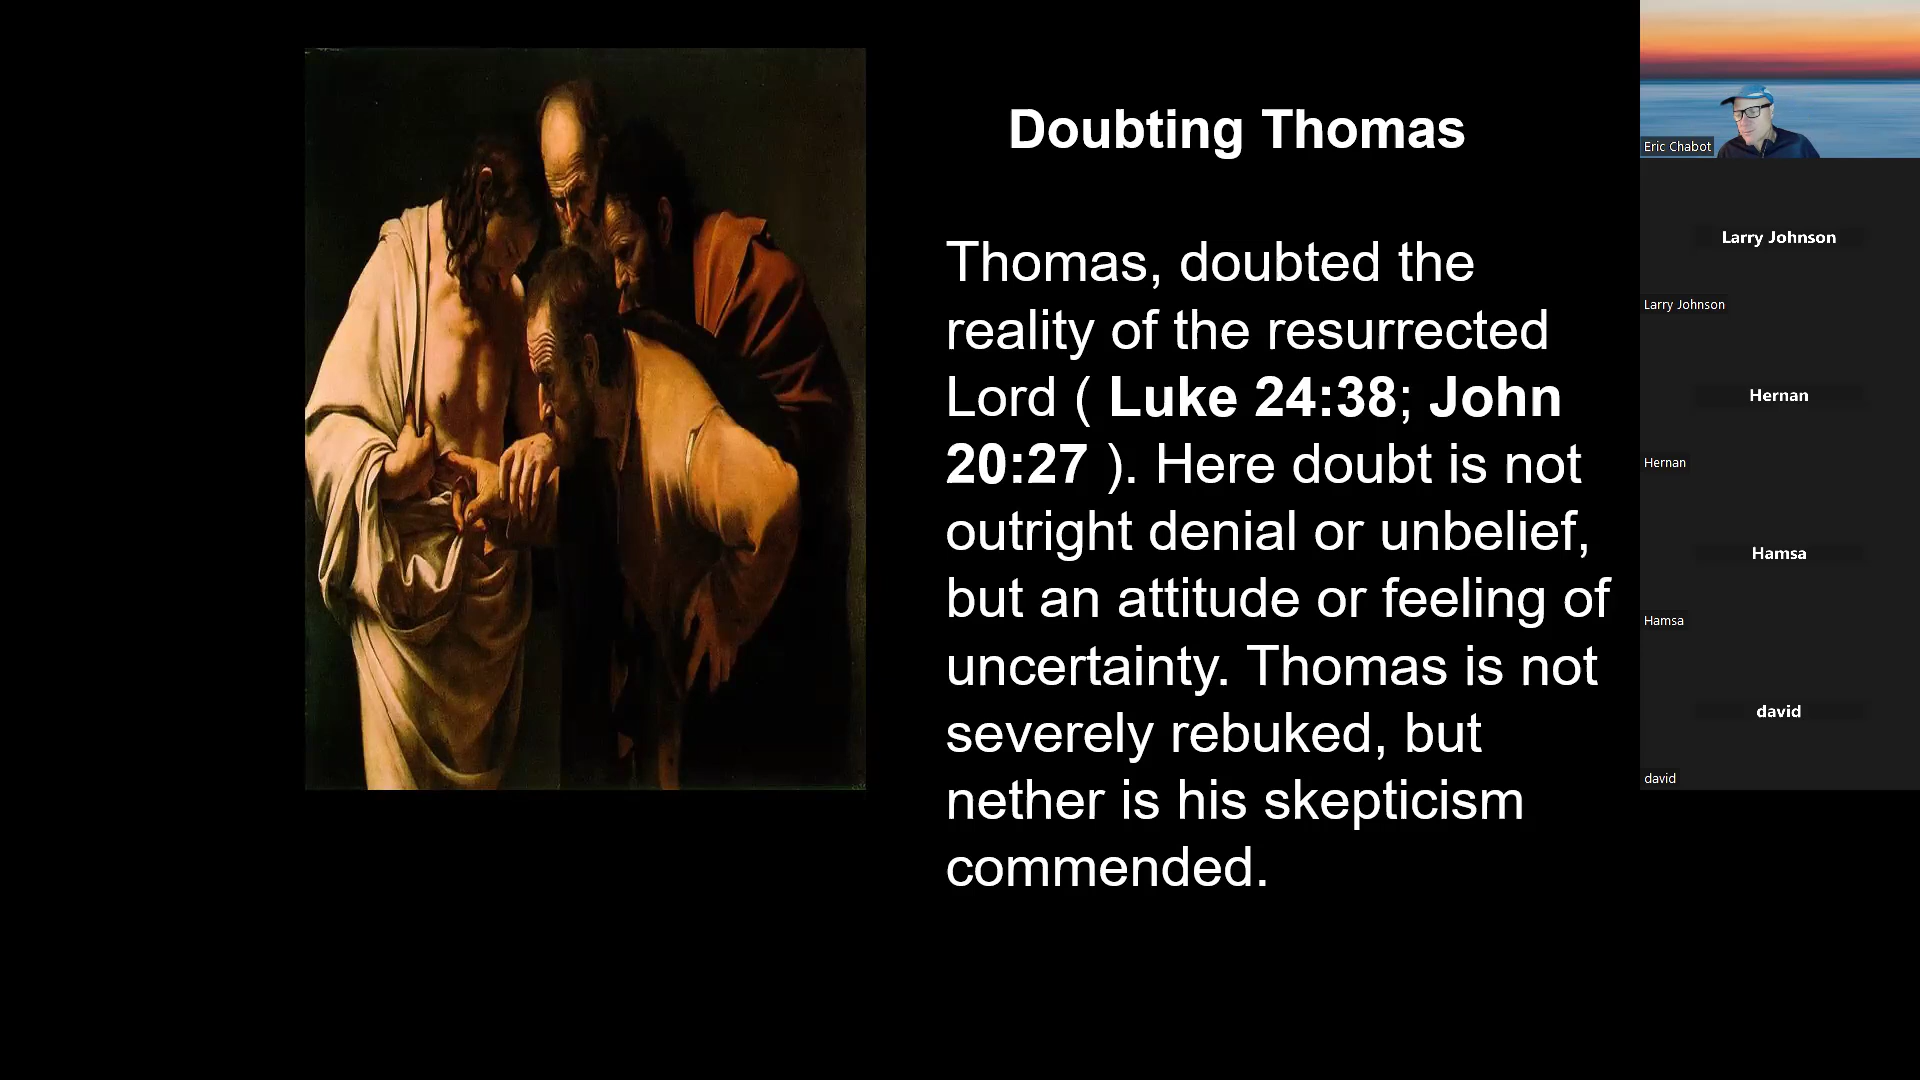 Doubting Thomas
Thomas, doubted the
reality of the resurrected
Lord ( Luke 24:38; John
20:27 ). Here doubt is not
outright denial or unbelief,
but an attitude or feeling of
uncertainty. Thomas is not
severely rebuked, but
nether is his skepticism
commended.
Eric Chabot
Larry Johnson
Larry Johnson
Hernan
Hernan
Hamsa
Hamsa
david
david